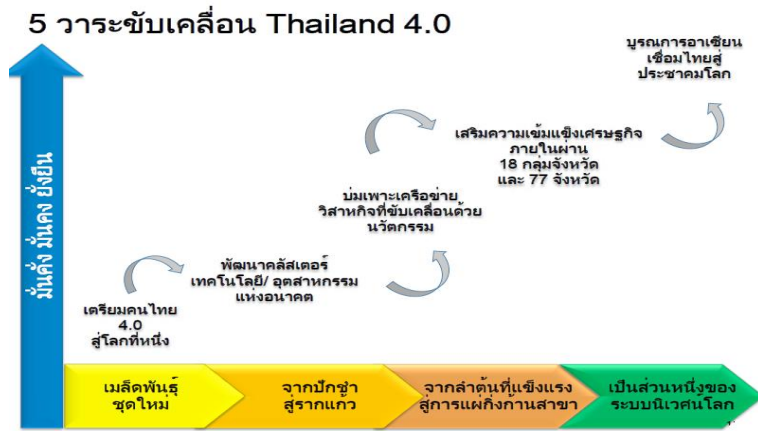 5 วาระขับเคลื่อน Thailand 4.0
บูรณการอาเซียน
เชื่อมไทยสู่
ประชาคมโลก
เสริมความเข้มแข็งเศรษฐกิจ
ภายในผ่าน
18 กลุ่มจังหวัด
และ 77 จังหวัด
บ่มเพาะเครือข่าย
วิสาหกิจที่ขับเคลื่อนด้วย
นวัตกรรม
พัฒนาคลัสเตอร์
เทคโนโลยี/ อุตสาหกรรม
แห่งอนาคต
เตรียมคนไทย
4.0
สู่โลกที่หนึ่ง
มั่นคั่ง มั่นคง ยั่งยืน
เมล็ดพันธุ์
ชุดใหม่
จากปักชำ
สู่รากแก้ว
จากลำต้นที่แข็งแรง
สู่การแผ่กิ่งก้านสาขา
เป็นส่วนหนึ่งของ
ระบบนิเวศน์โลก